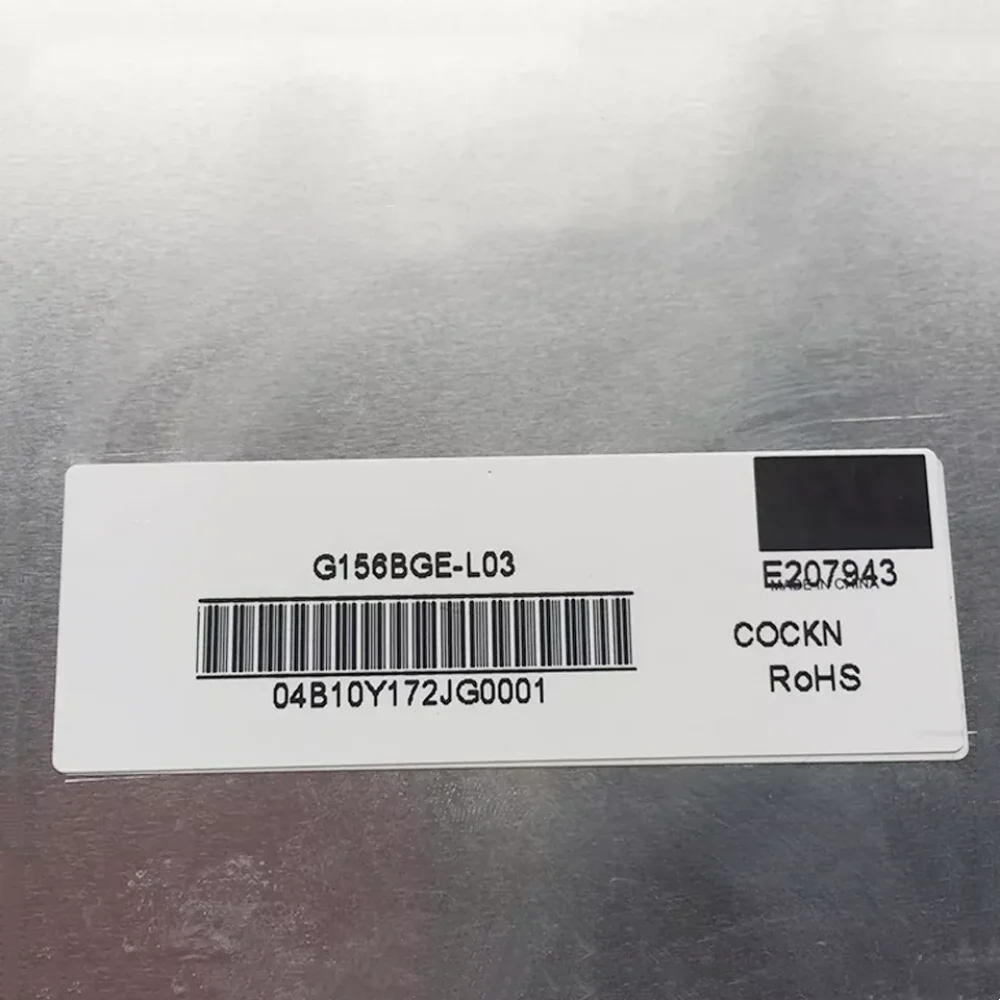 G156BGE-L03
04B10Y172JG0001
E207943
MADE IN CHINA
COCKN
RoHS